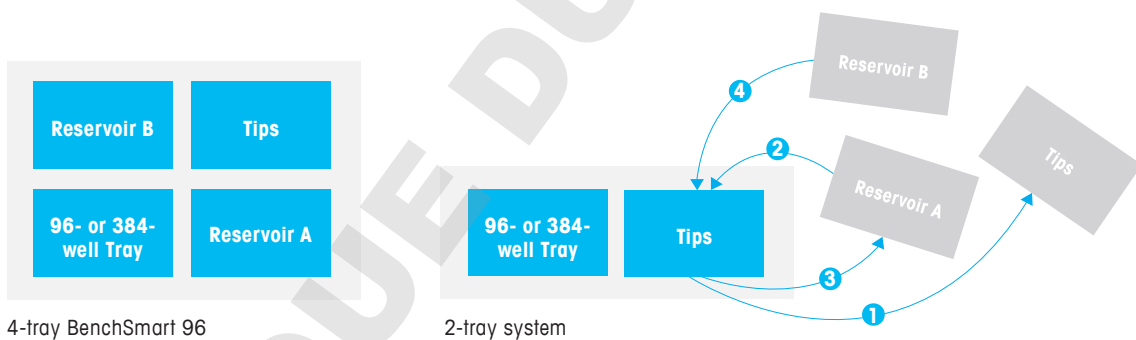 Reservoir B
Tips
96- or 384-
well Tray
Reservoir A
4-tray BenchSmart 96
96- or 384-
well Tray
Tips
Reservoir B
Reservoir A
Tips
4
2
3
1
2-tray system